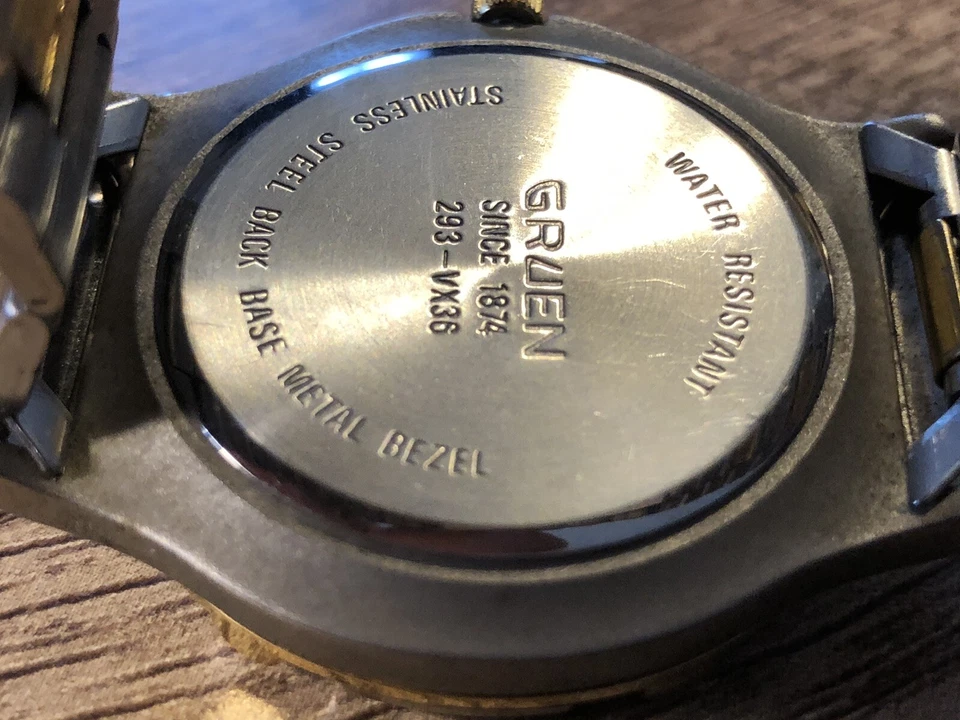 WATER RESISTANT
GRUEN
SINCE 1874
293-VX36
STAINLESS STEEL BACK BASE METAL BEZEL